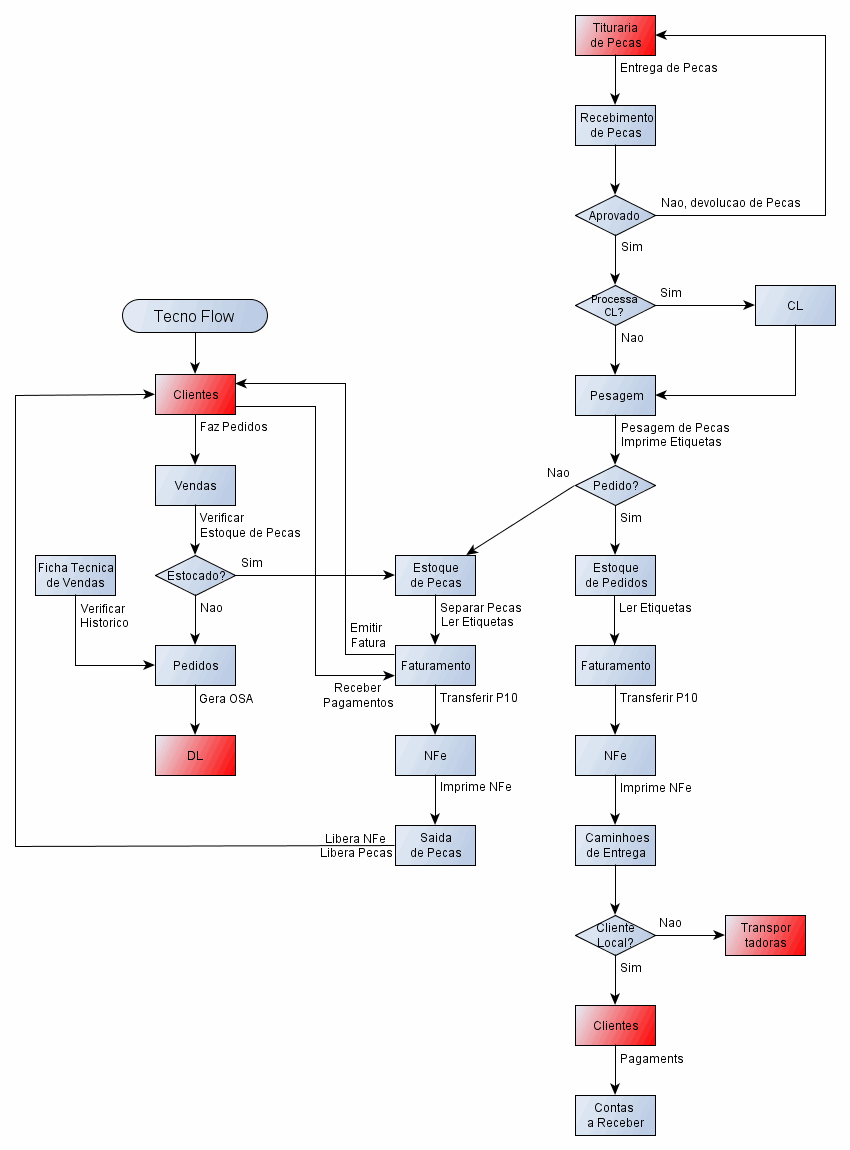 Tituraria
de Pecas
Entrega de Pecas
Recebimento
de Pecas
Aprovado
Nao, devolucao de Pecas
Sim
Processa
CL?
Sim
CL
Nao
Pesagem
Pesagem de Pecas
Imprime Etiquetas
Pedido?
Nao
Sim
Tecno Flow
Clientes
Faz Pedidos
Vendas
Verificar
Estoque de Pecas
Ficha Tecnica
de Vendas
Estocado?
Sim
Nao
Verificar
Historico
Pedidos
Gera OSA
DL
Estoque
de Pecas
Separar Pecas
Ler Etiquetas
Emitir
Fatura
Faturamento
Receber
Pagamentos
Transferir P10
NFe
Imprime NFe
Saida
de Pecas
Libera NFe
Libera Pecas
Estoque
de Pedidos
Ler Etiquetas
Faturamento
Transferir P10
NFe
Imprime NFe
Caminhoes
de Entrega
Cliente
Local?
Nao
Transpor
tadoras
Sim
Clientes
Pagaments
Contas
a Receber